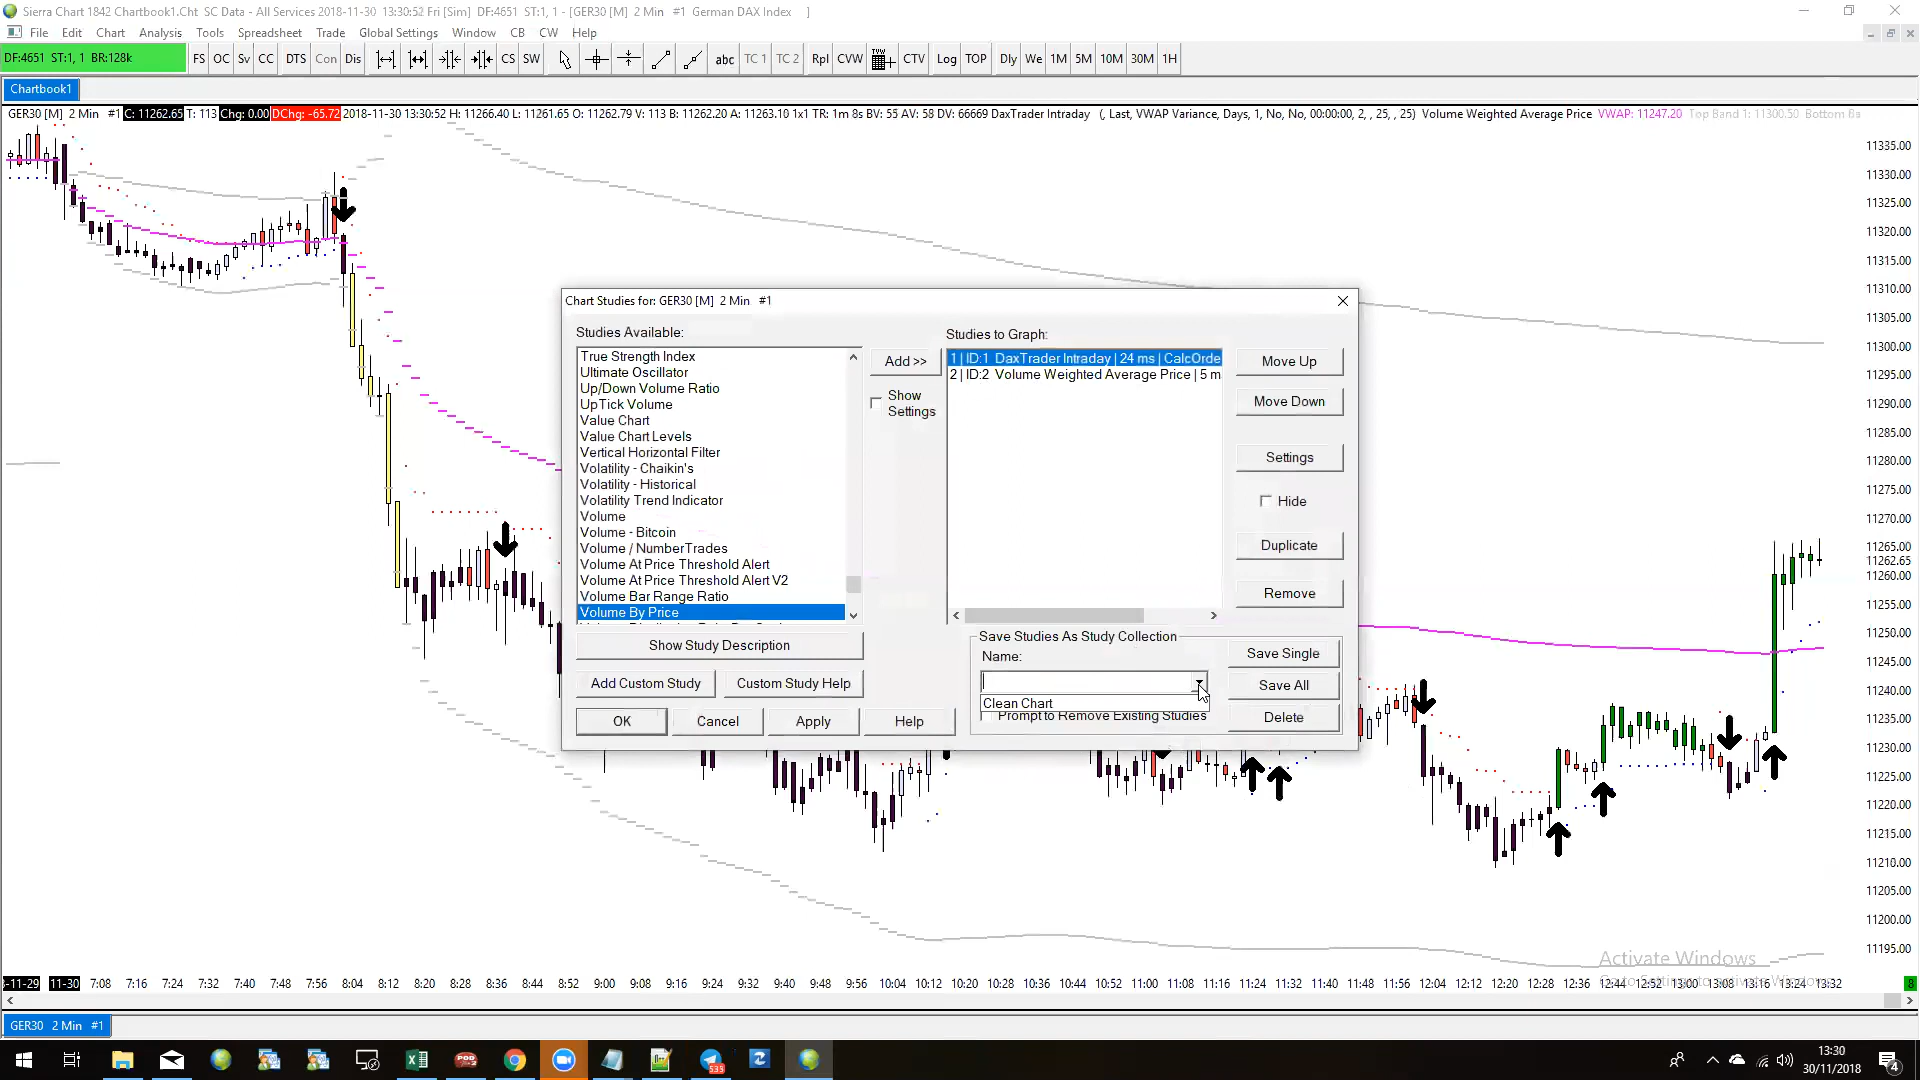 Sierra Chart 1842 Chartbook1.Cht SC Data - All Services 2018-11-30 13:30:52 Fri [Sim] DF:4651 ST:1, 1 - [GER30 [M] 2 Min #1 German DAX Index ]
File Edit Chart Analysis Tools Spreadsheet Trade Global Settings Window CB CW Help
DF:4651 ST:1, 1 BR:128k FS OC Sv CC DTS Con Dis CS SW abc TC 1 TC 2 Rpl CVW CTV Log TOP Dly We 1M 5M 10M 30M 1H
Chartbook1
GER30 [M] 2 Min #1 C: 11262.65 T: 113 Chg: 0.00 DChg: -65.72 2018-11-30 13:30:52 H: 11266.40 L: 11261.65 O: 11262.79 V: 113 B: 11262.20 A: 11263.10 1x1 TR: 1m 8s BV: 55 AV: 58 DV: 66669 DaxTrader Intraday (, Last, VWAP Variance, Days, 1, No, No, 00:00:00, 2, , 25, , 25) Volume Weighted Average Price VWAP: 11247.20 Top Band 1: 11300.50 Bottom
11335.00
11330.00
11325.00
11320.00
11315.00
11310.00
11305.00
11300.00
11295.00
11290.00
11285.00
11280.00
11275.00
11270.00
11265.00
11262.65
11260.00
11255.00
11250.00
11245.00
11240.00
11235.00
11230.00
11225.00
11220.00
11215.00
11210.00
11205.00
11200.00
11195.00
Chart Studies for: GER30 [M] 2 Min #1
Studies Available:
True Strength Index
Ultimate Oscillator
Up/Down Volume Ratio
UpTick Volume
Value Chart
Value Chart Levels
Vertical Horizontal Filter
Volatility - Chaikin's
Volatility - Historical
Volatility Trend Indicator
Volume
Volume - Bitcoin
Volume / NumberTrades
Volume At Price Threshold Alert
Volume At Price Threshold Alert V2
Volume Bar Range Ratio
Volume By Price
Show Study Description
Add Custom Study Custom Study Help
OK Cancel Apply Help
Add >>
Show
Settings
Studies to Graph:
1 | ID:1 DaxTrader Intraday | 24 ms | CalcOrde
2 | ID:2 Volume Weighted Average Price | 5 m
Move Up
Move Down
Settings
Hide
Duplicate
Remove
Save Studies As Study Collection
Name:
Clean Chart
Prompt to Remove Existing Studies
Save Single
Save All
Delete
Activate Windows
-11-29 11-30 7:08 7:24 7:32 7:40 7:48 7:56 8:04 8:12 8:20 8:28 8:36 8:44 8:52 9:00 9:08 9:16 9:24 9:32 9:40 9:48 9:56 10:04 10:12 10:20 10:28 10:36 10:44 10:52 11:00 11:08 11:16 11:24 11:32 11:40 11:48 11:56 12:04 12:12 12:20 12:28 12:36 12:44 12:52 13:00 13:08 13:16 13:24 13:32
8
GER30 2 Min #1
533
13:30
30/11/2018
4